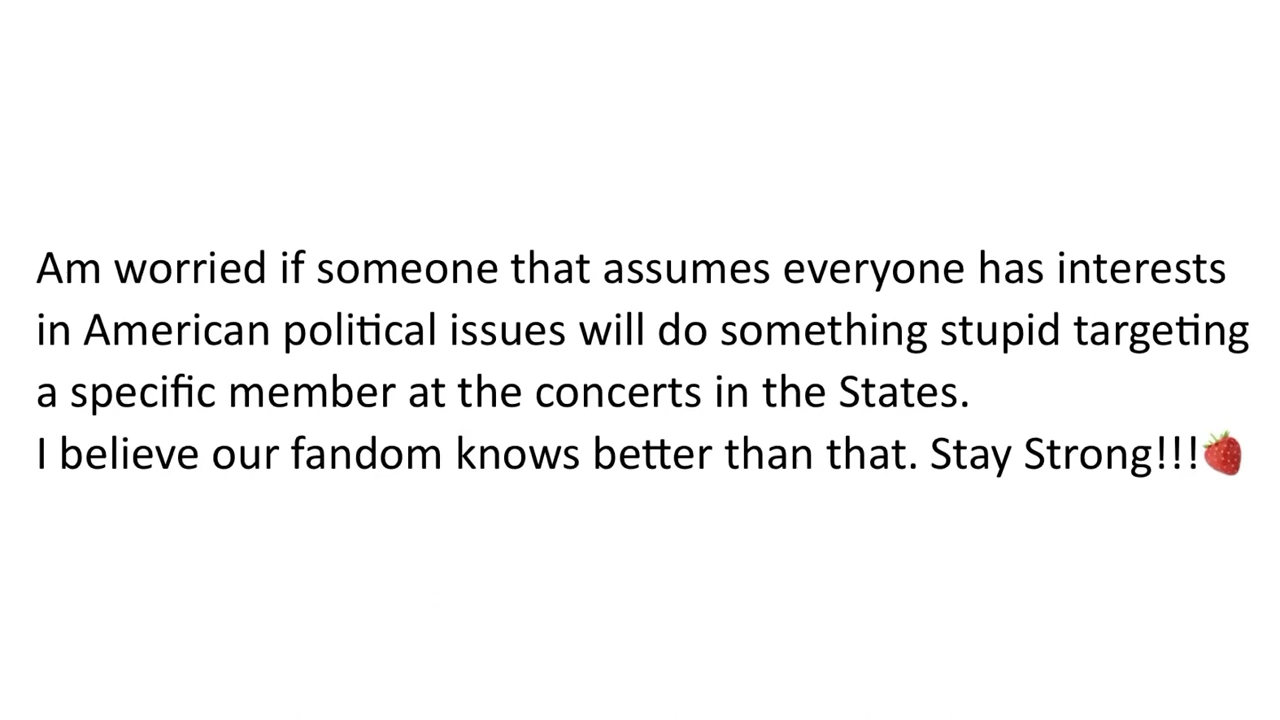 Am worried if someone that assumes everyone has interests
in American political issues will do something stupid targeting
a specific member at the concerts in the States.
I believe our fandom knows better than that. Stay Strong!!!🍓